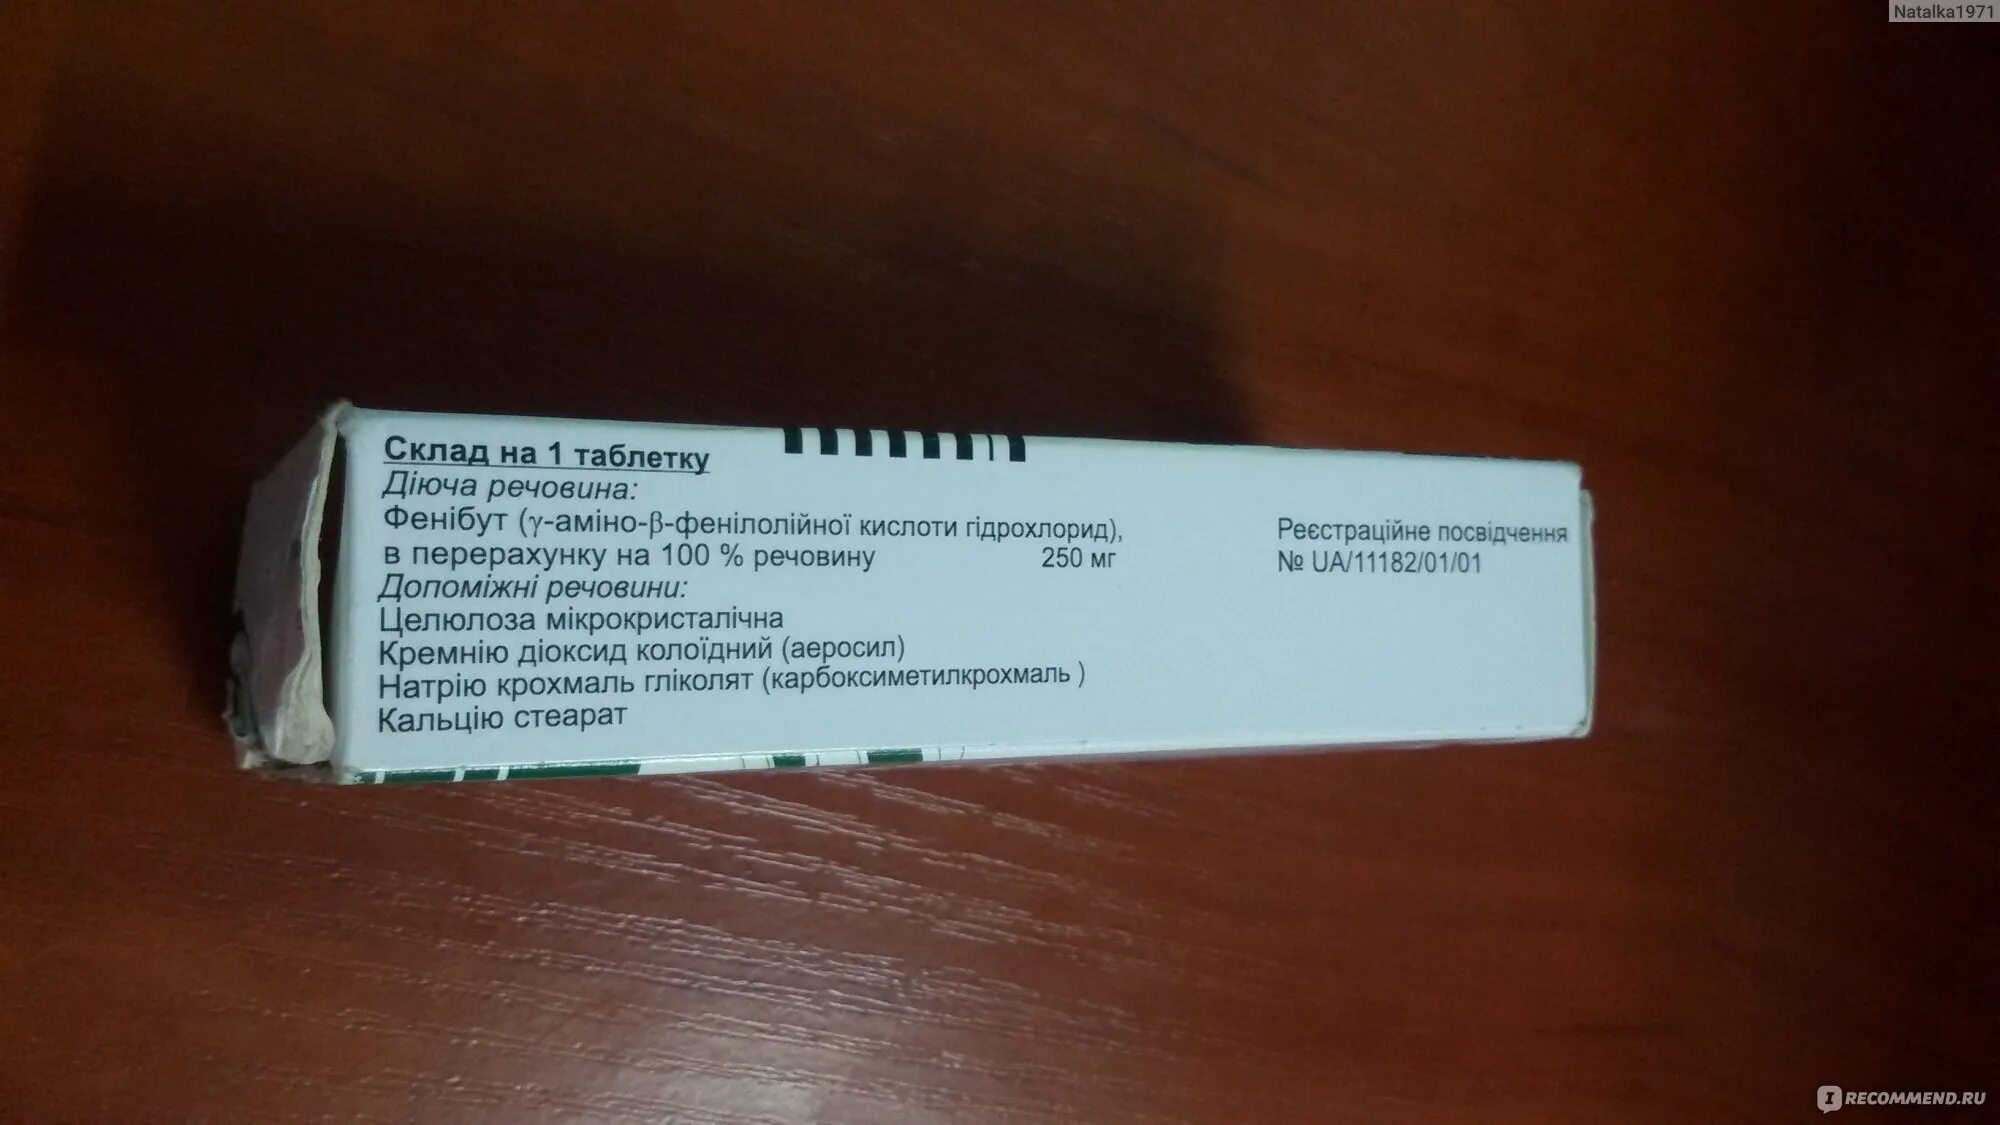 Natalka1971
Склад на 1 таблетку
Діюча речовина:
Фенібут (γ-аміно-β-фенілолійної кислоти гідрохлорид),
в перерахунку на 100 % речовину 250 мг
Допоміжні речовини:
Целюлоза мікрокристалічна
Кремнію діоксид колоїдний (аеросил)
Натрію крохмаль гліколят (карбоксиметилкрохмаль )
Кальцію стеарат
Реєстраційне посвідчення
№ UA/11182/01/01
I RECOMMEND.RU